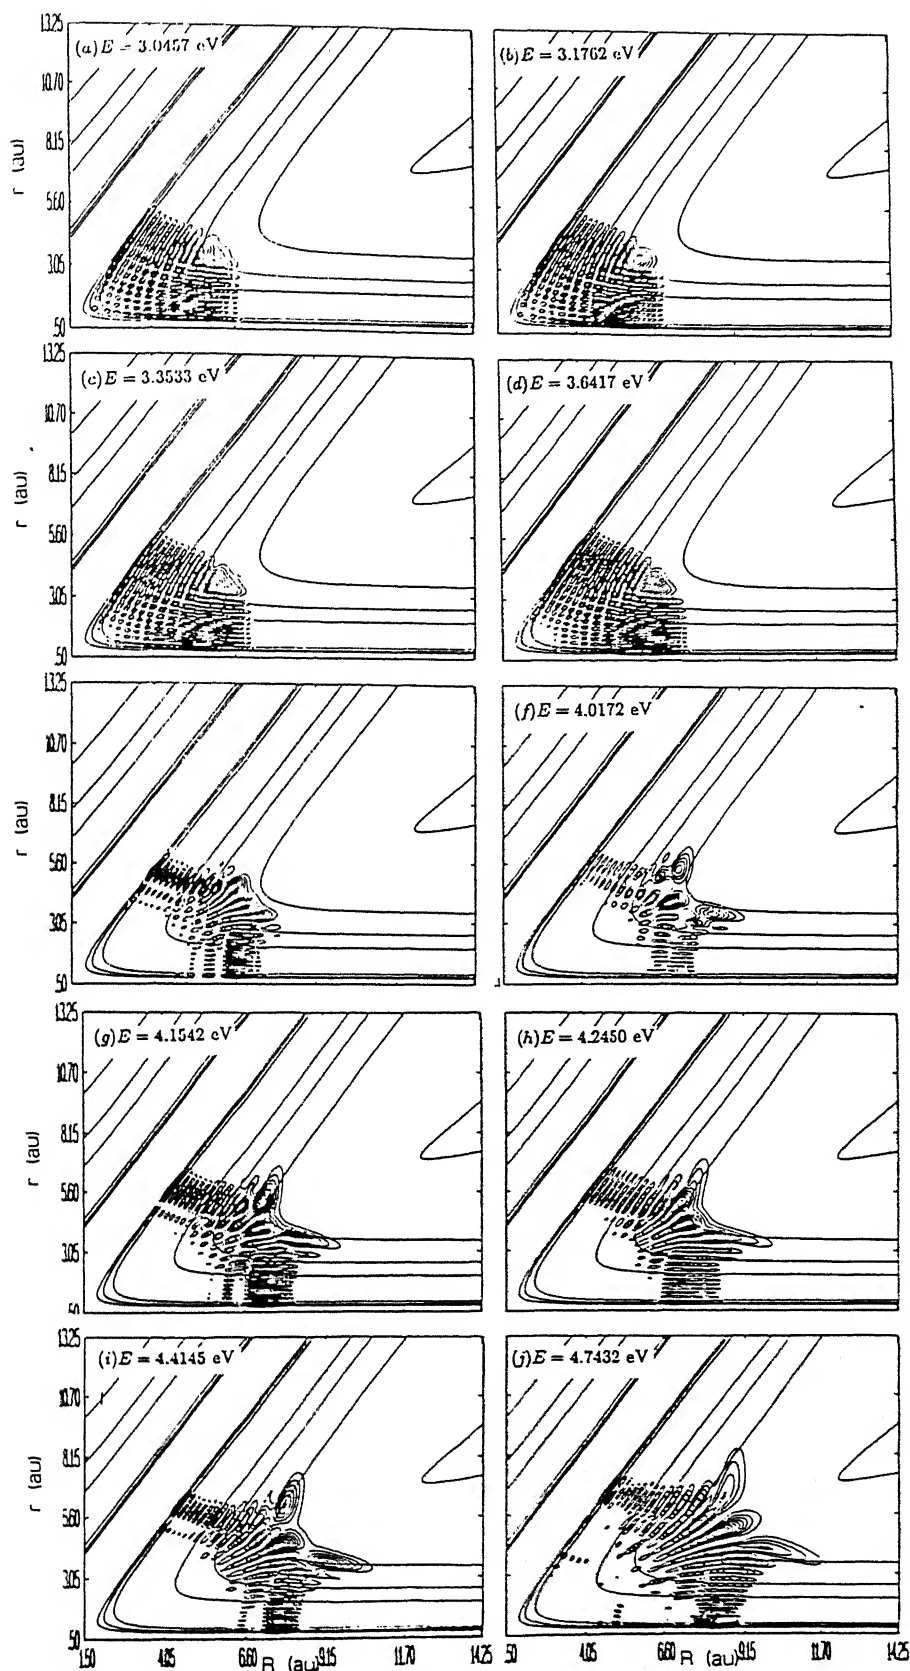 13.25
10.70
8.15
5.60
3.05
.50
r (au)
(a)E = 3.0457 eV
(b)E = 3.1762 eV
13.25
10.70
8.15
5.60
3.05
.50
r (au)
(c)E = 3.3533 eV
(d)E = 3.6417 eV
13.25
10.70
8.15
5.60
3.05
.50
r (au)
(f)E = 4.0172 eV
13.25
10.70
8.15
5.60
3.05
.50
r (au)
(g)E = 4.1542 eV
(h)E = 4.2450 eV
13.25
10.70
8.15
5.60
3.05
.50
r (au)
(i)E = 4.4145 eV
(j)E = 4.7432 eV
1.50 4.05 6.60 9.15 11.70 14.25
R (au)
.50 4.05 6.60 9.15 11.70 14.25
R (au)